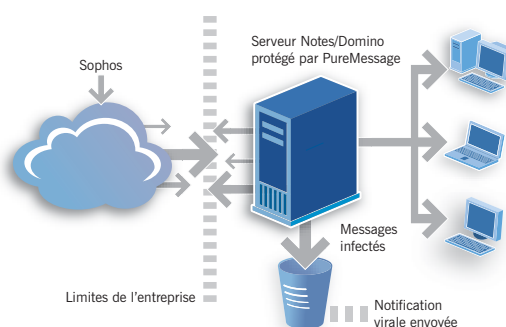 Serveur Notes/Domino
protégé par PureMessage
Sophos
Messages
infectés
Limites de l'entreprise
Notification
virale envoyée